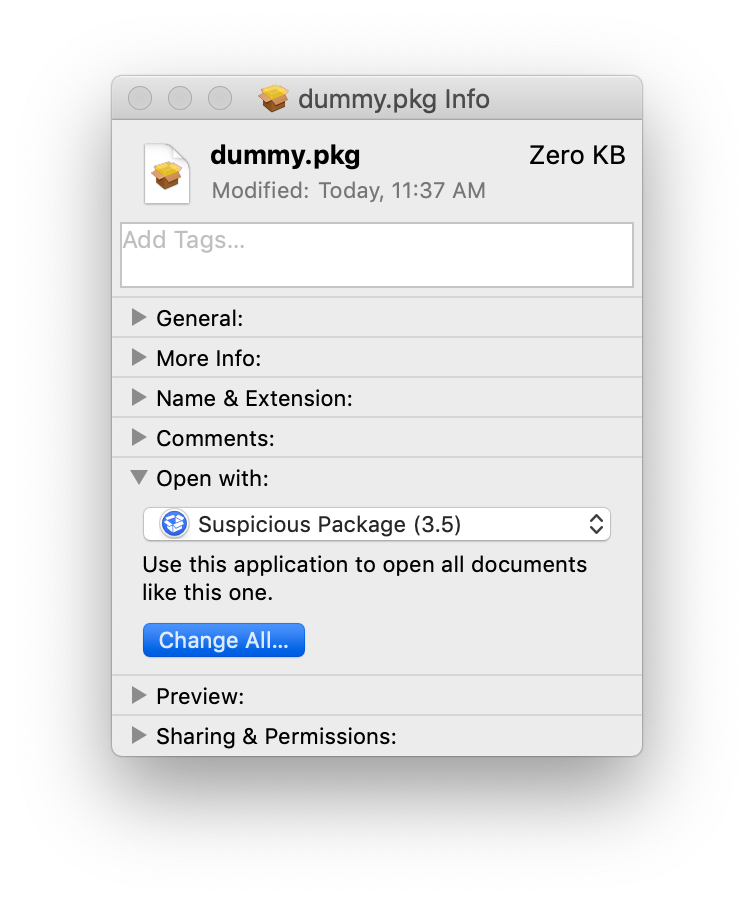 dummy.pkg Info
dummy.pkg Zero KB
Modified: Today, 11:37 AM
Add Tags...
General:
More Info:
Name & Extension:
Comments:
Open with:
Suspicious Package (3.5)
Use this application to open all documents
like this one.
Change All...
Preview:
Sharing & Permissions: